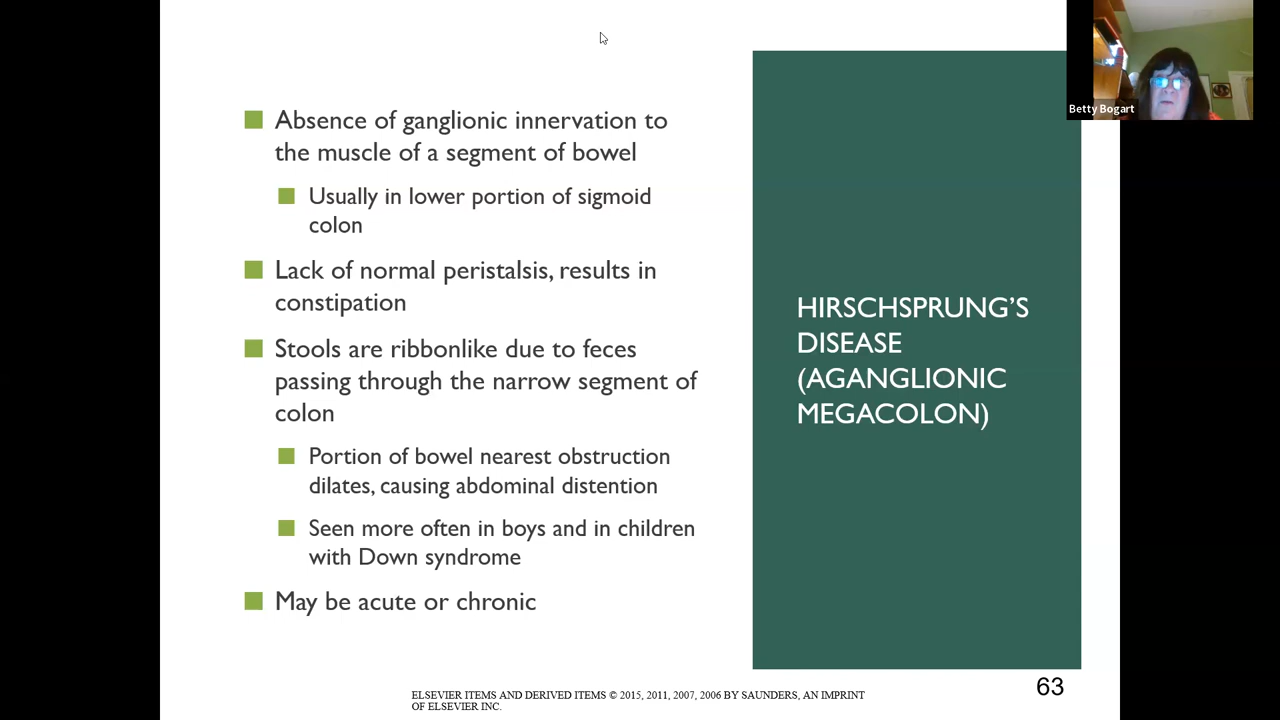 Absence of ganglionic innervation to
the muscle of a segment of bowel
Usually in lower portion of sigmoid
colon
Lack of normal peristalsis, results in
constipation
Stools are ribbonlike due to feces
passing through the narrow segment of
colon
Portion of bowel nearest obstruction
dilates, causing abdominal distention
Seen more often in boys and in children
with Down syndrome
May be acute or chronic
HIRSCHSPRUNG’S
DISEASE
(AGANGLIONIC
MEGACOLON)
Betty Bogart
ELSEVIER ITEMS AND DERIVED ITEMS © 2015, 2011, 2007, 2006 BY SAUNDERS, AN IMPRINT
OF ELSEVIER INC.
63